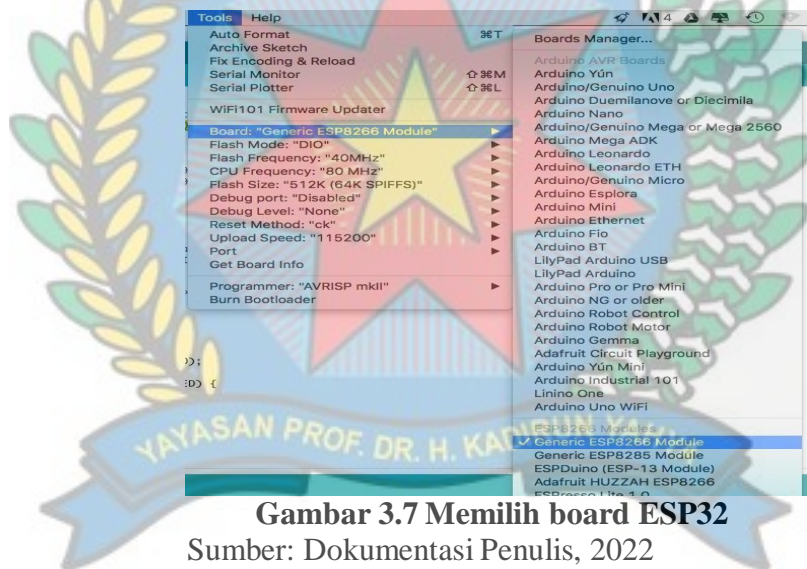 Tools Help
4
Auto Format ⌘T
Archive Sketch
Fix Encoding & Reload
Serial Monitor ⇧⌘M
Serial Plotter ⇧⌘L
WiFi101 Firmware Updater
Board: "Generic ESP8266 Module"
Flash Mode: "DIO"
Flash Frequency: "40MHz"
CPU Frequency: "80 MHz"
Flash Size: "512K (64K SPIFFS)"
Debug port: "Disabled"
Debug Level: "None"
Reset Method: "ck"
Upload Speed: "115200"
Port
Get Board Info
Programmer: "AVRISP mkII"
Burn Bootloader
));
ED) {
Boards Manager...
Arduino AVR Boards
Arduino Yún
Arduino/Genuino Uno
Arduino Duemilanove or Diecimila
Arduino Nano
Arduino/Genuino Mega or Mega 2560
Arduino Mega ADK
Arduino Leonardo
Arduino Leonardo ETH
Arduino/Genuino Micro
Arduino Esplora
Arduino Mini
Arduino Ethernet
Arduino Fio
Arduino BT
LilyPad Arduino USB
LilyPad Arduino
Arduino Pro or Pro Mini
Arduino NG or older
Arduino Robot Control
Arduino Robot Motor
Arduino Gemma
Adafruit Circuit Playground
Arduino Yún Mini
Arduino Industrial 101
Linino One
Arduino Uno WiFi
ESP8266 Modules
✓ Generic ESP8266 Module
Generic ESP8285 Module
ESPDuino (ESP-13 Module)
Adafruit HUZZAH ESP8266
ESPresso Lite 1.0
YAYASAN PROF. DR. H.
Gambar 3.7 Memilih board ESP32
Sumber: Dokumentasi Penulis, 2022